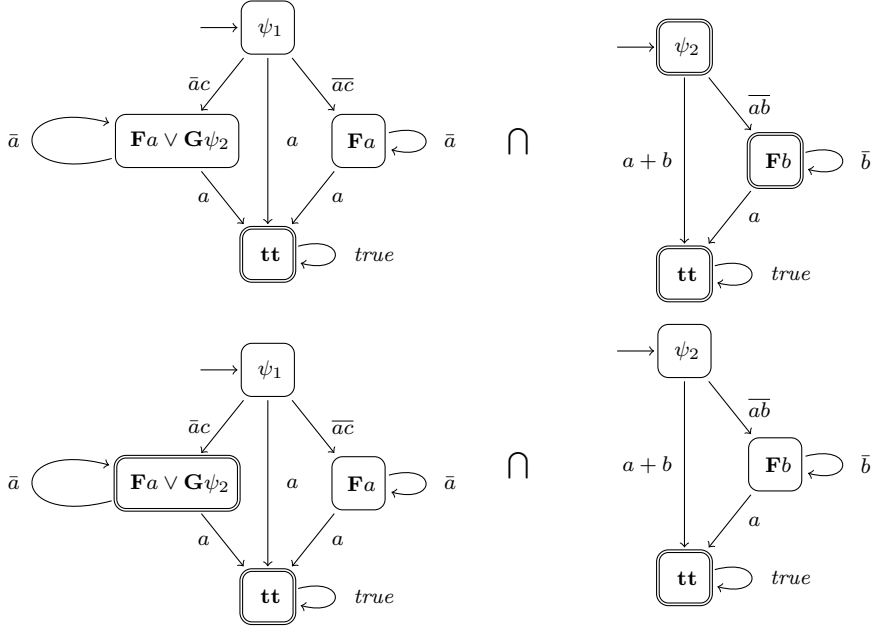 ψ₁
ψ₂
āc
a̅c̅
a̅b̅
ā
Fa ∨ Gψ₂
a
Fa
ā
⋂
a + b
Fb
b̄
a
a
a
tt
true
tt
true
ψ₁
ψ₂
āc
a̅c̅
a̅b̅
ā
Fa ∨ Gψ₂
a
Fa
ā
⋂
a + b
Fb
b̄
a
a
a
tt
true
tt
true